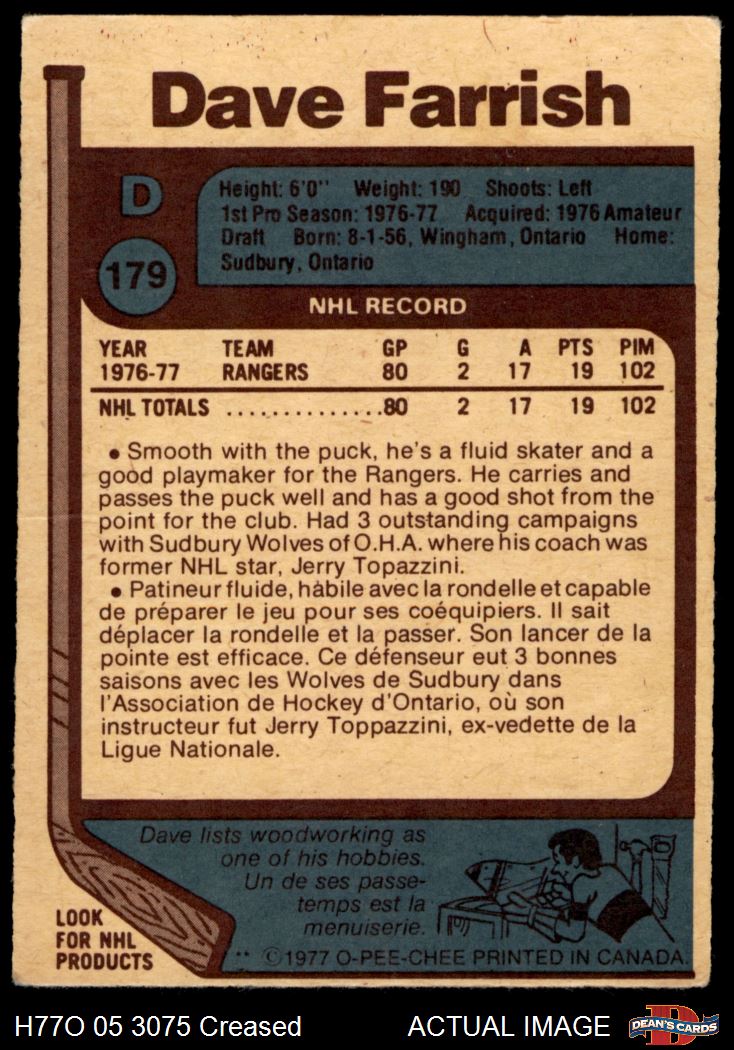 Dave Farrish
D
Height: 6'0" Weight: 190 Shoots: Left
1st Pro Season: 1976-77 Acquired: 1976 Amateur
Draft Born: 8-1-56, Wingham, Ontario Home:
Sudbury, Ontario
179
NHL RECORD
YEAR TEAM GP G A PTS PIM
1976-77 RANGERS 80 2 17 19 102
NHL TOTALS ..............80 2 17 19 102
• Smooth with the puck, he's a fluid skater and a
good playmaker for the Rangers. He carries and
passes the puck well and has a good shot from the
point for the club. Had 3 outstanding campaigns
with Sudbury Wolves of O.H.A. where his coach was
former NHL star, Jerry Topazzini.
• Patineur fluide, hàbile avec la rondelle et capable
de préparer le jeu pour ses coéquipiers. Il sait
déplacer la rondelle et la passer. Son lancer de la
pointe est efficace. Ce défenseur eut 3 bonnes
saisons avec les Wolves de Sudbury dans
l'Association de Hockey d'Ontario, où son
instructeur fut Jerry Toppazzini, ex-vedette de la
Ligue Nationale.
Dave lists woodworking as
one of his hobbies.
Un de ses passe-
temps est la
menuiserie.
LOOK
FOR NHL
PRODUCTS
** ©1977 O-PEE-CHEE PRINTED IN CANADA.
H77O 05 3075 Creased ACTUAL IMAGE
D
DEAN'S CARDS